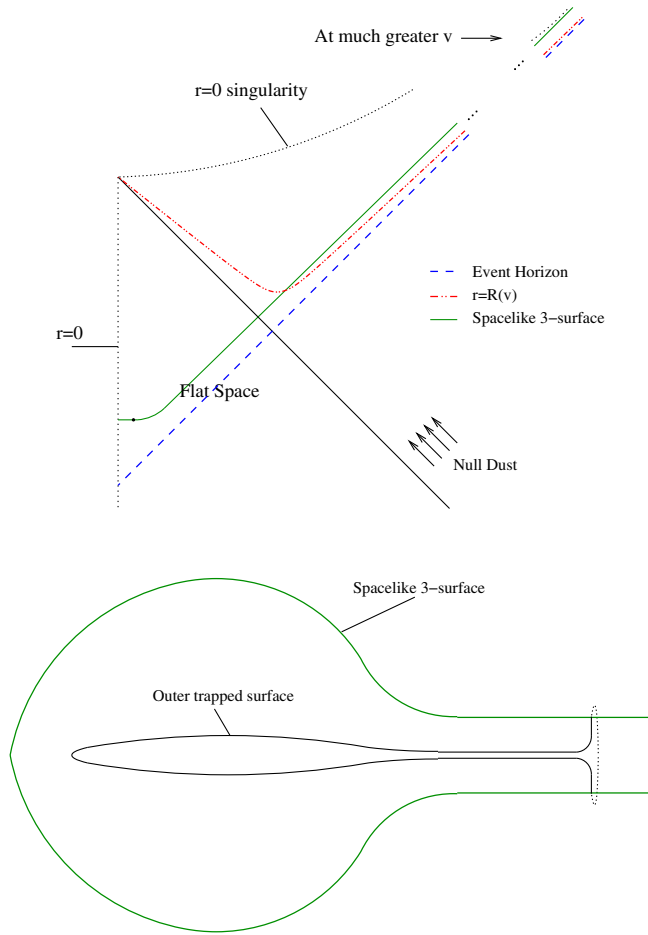 At much greater v
r=0 singularity
Event Horizon
r=R(v)
Spacelike 3−surface
r=0
Flat Space
Null Dust
Spacelike 3−surface
Outer trapped surface